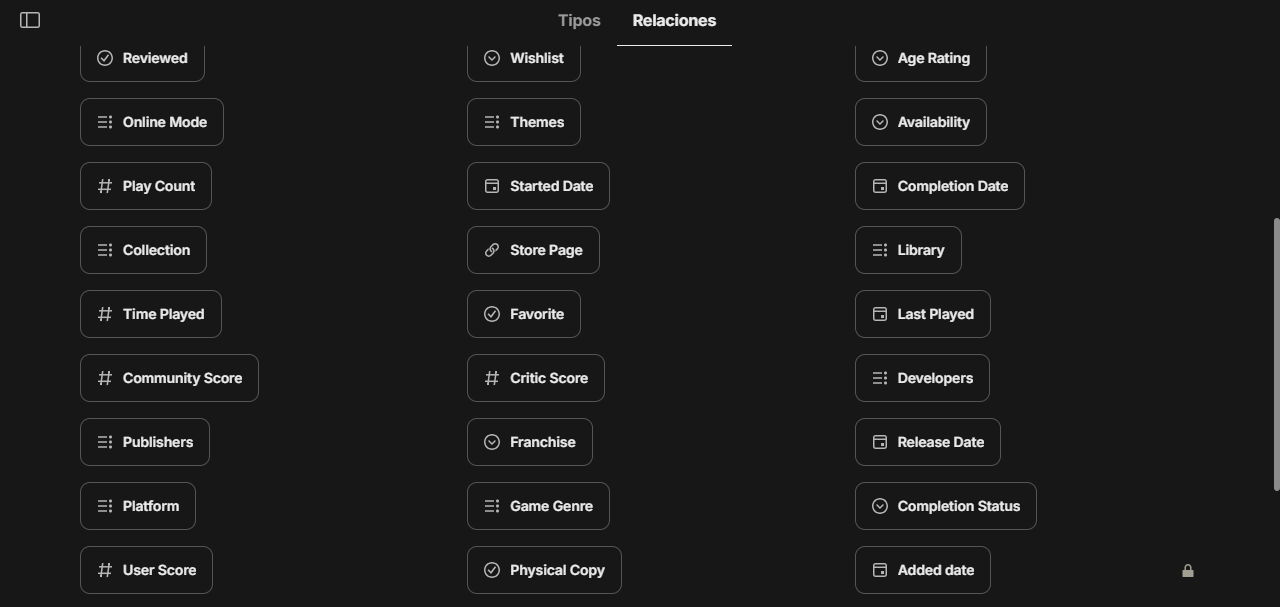 Tipos Relaciones
Reviewed Wishlist Age Rating
Online Mode Themes Availability
Play Count Started Date Completion Date
Collection Store Page Library
Time Played Favorite Last Played
Community Score Critic Score Developers
Publishers Franchise Release Date
Platform Game Genre Completion Status
User Score Physical Copy Added date